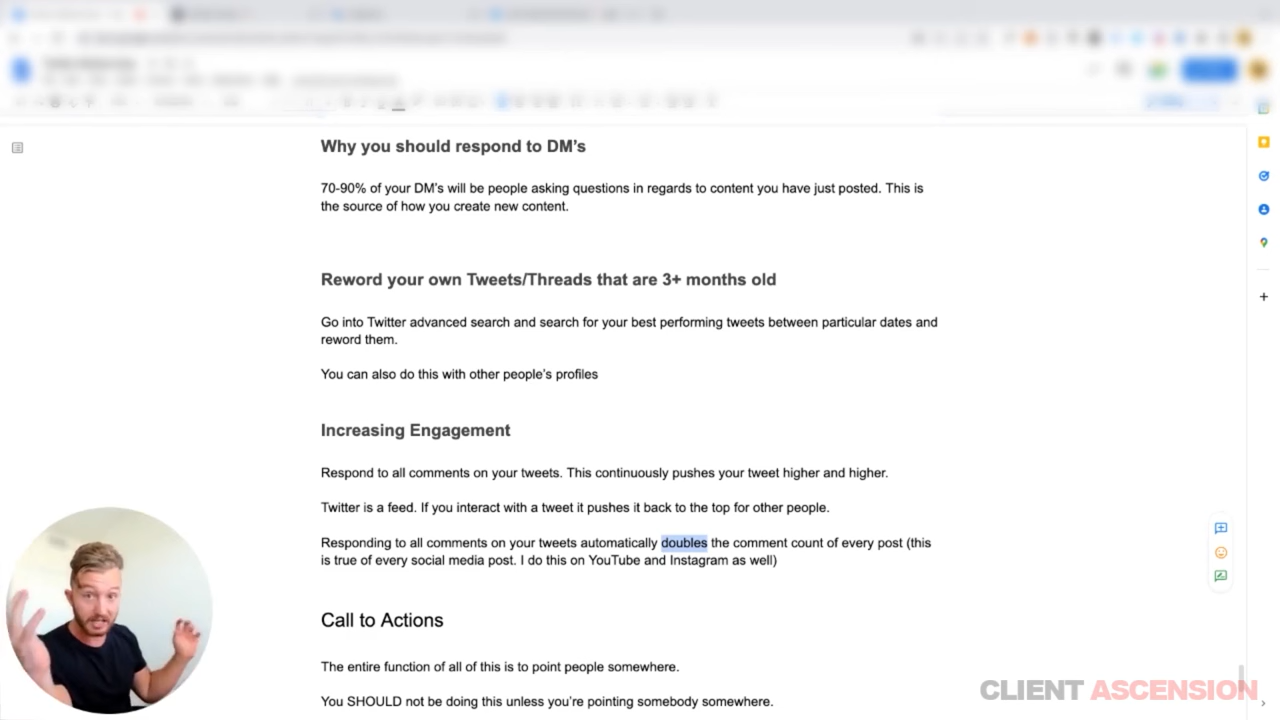 Why you should respond to DM's
70-90% of your DM's will be people asking questions in regards to content you have just posted. This is
the source of how you create new content.
Reword your own Tweets/Threads that are 3+ months old
Go into Twitter advanced search and search for your best performing tweets between particular dates and
reword them.
You can also do this with other people's profiles
Increasing Engagement
Respond to all comments on your tweets. This continuously pushes your tweet higher and higher.
Twitter is a feed. If you interact with a tweet it pushes it back to the top for other people.
Responding to all comments on your tweets automatically doubles the comment count of every post (this
is true of every social media post. I do this on YouTube and Instagram as well)
Call to Actions
The entire function of all of this is to point people somewhere.
You SHOULD not be doing this unless you're pointing somebody somewhere.
CLIENT ASCENSION